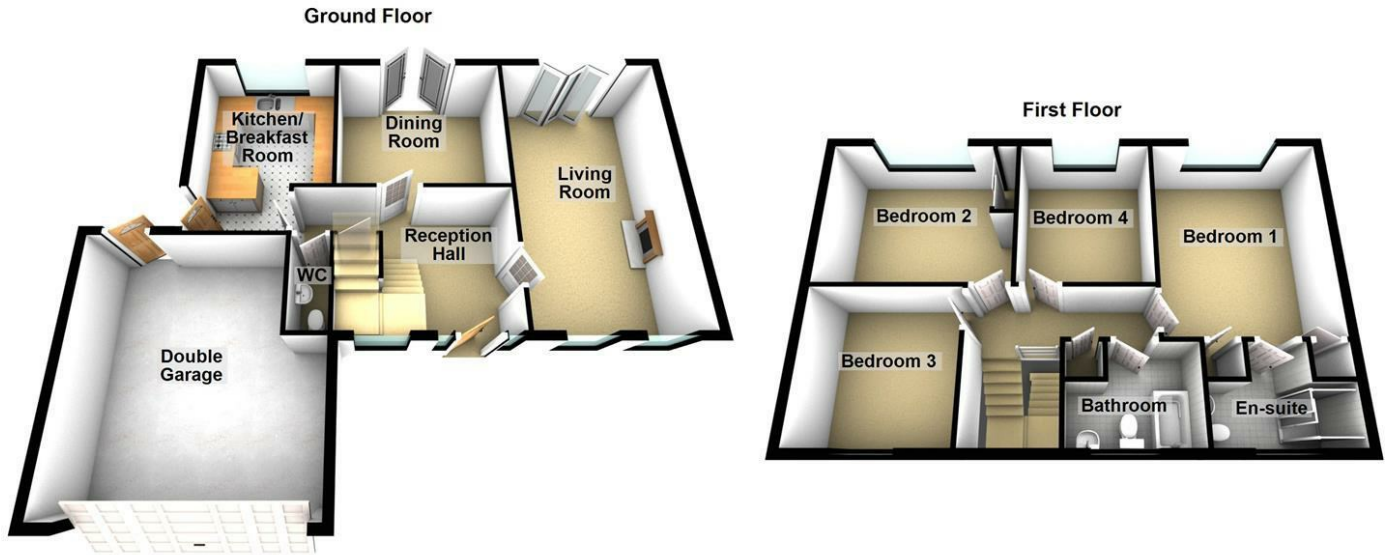 Ground Floor
Kitchen/
Breakfast
Room
Dining
Room
Living
Room
Reception
Hall
WC
Double
Garage
First Floor
Bedroom 2
Bedroom 4
Bedroom 1
Bedroom 3
Bathroom
En-suite